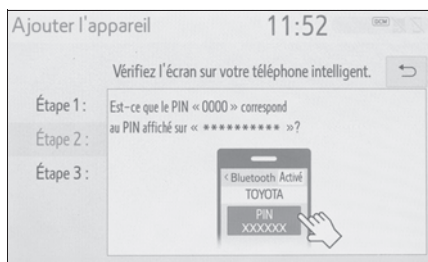 Ajouter l'appareil 11:52 DCM
Vérifiez l'écran sur votre téléphone intelligent.
Étape 1 :
Étape 2 :
Étape 3 :
Est-ce que le PIN « 0000 » correspond
au PIN affiché sur « ********** »?
< Bluetooth Activé
TOYOTA
PIN
XXXXXX